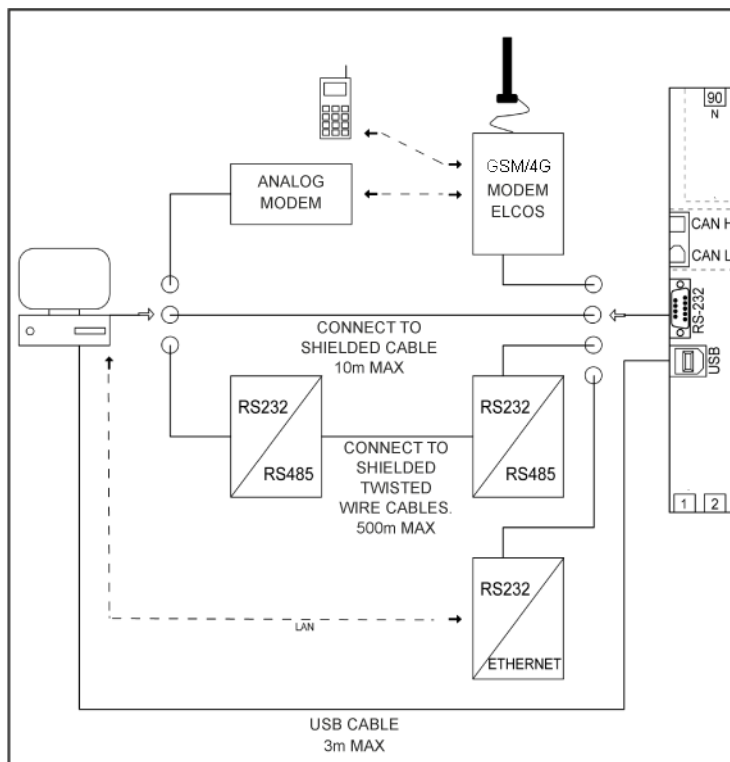 90
N
GSM/4G
MODEM
ELCOS
ANALOG
MODEM
CAN H
CAN L
RS-232
CONNECT TO
SHIELDED CABLE
10m MAX
USB
RS232
RS485
RS232
RS485
CONNECT TO
SHIELDED
TWISTED
WIRE CABLES.
500m MAX
1 2
RS232
ETHERNET
LAN
USB CABLE
3m MAX